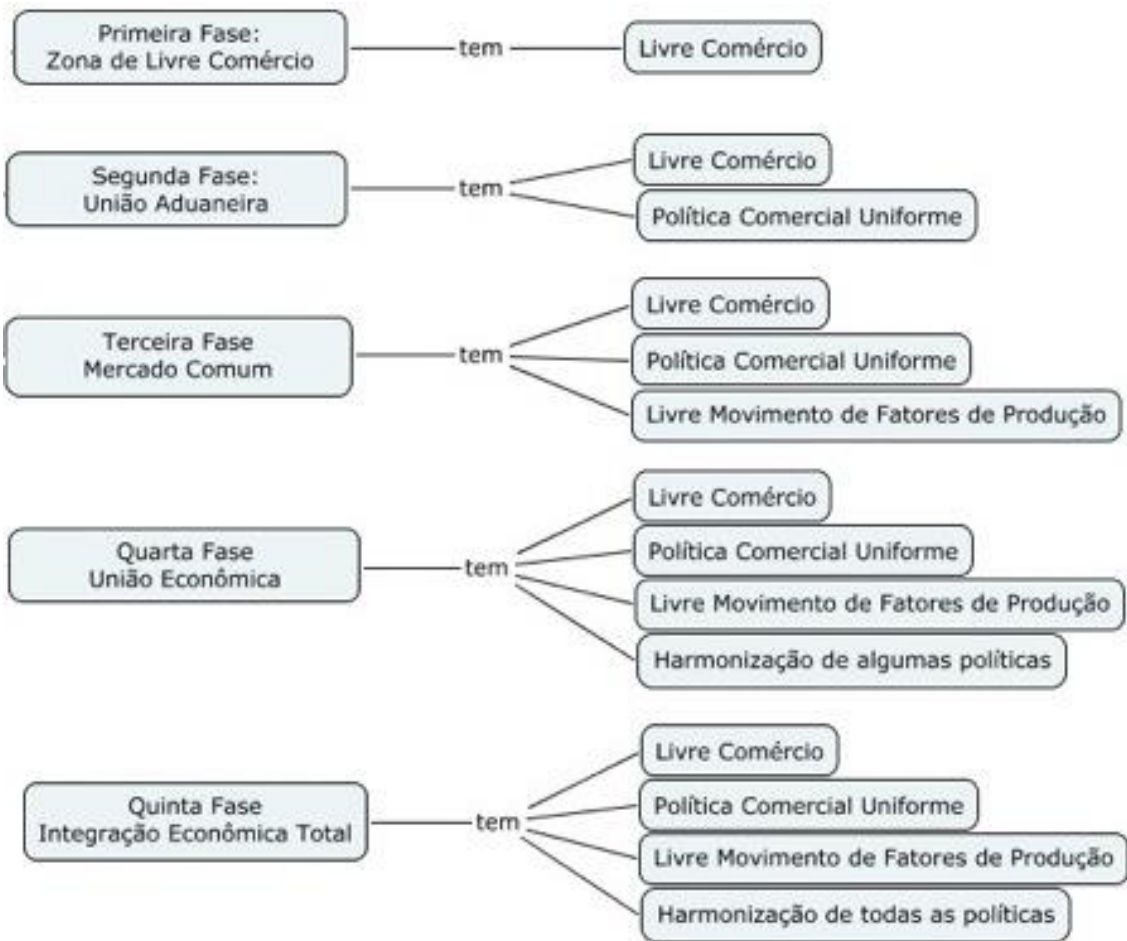 Primeira Fase:
Zona de Livre Comércio
tem
Livre Comércio
Segunda Fase:
União Aduaneira
tem
Livre Comércio
Política Comercial Uniforme
Terceira Fase
Mercado Comum
tem
Livre Comércio
Política Comercial Uniforme
Livre Movimento de Fatores de Produção
Quarta Fase
União Econômica
tem
Livre Comércio
Política Comercial Uniforme
Livre Movimento de Fatores de Produção
Harmonização de algumas políticas
Quinta Fase
Integração Econômica Total
tem
Livre Comércio
Política Comercial Uniforme
Livre Movimento de Fatores de Produção
Harmonização de todas as políticas